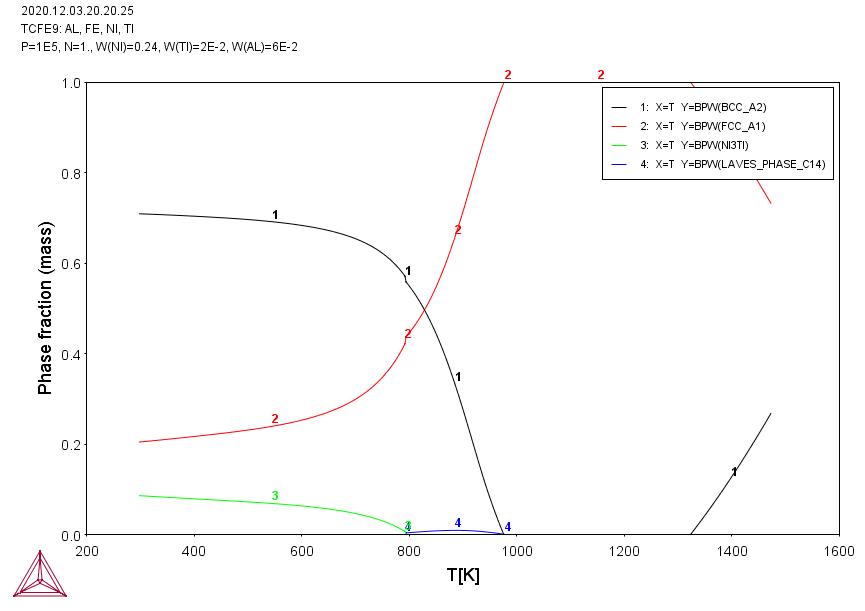 2020.12.03.20.20.25
TCFE9: AL, FE, NI, TI
P=1E5, N=1., W(NI)=0.24, W(TI)=2E-2, W(AL)=6E-2
2 2
1.0
1: X=T Y=BPW(BCC_A2)
2: X=T Y=BPW(FCC_A1)
3: X=T Y=BPW(NI3TI)
4: X=T Y=BPW(LAVES_PHASE_C14)
0.8
1
2
Phase fraction (mass)
0.6
1
2
0.4
1
2
0.2
1
3
4
4
0.0
200 400 600 800 1000 1200 1400 1600
T[K]